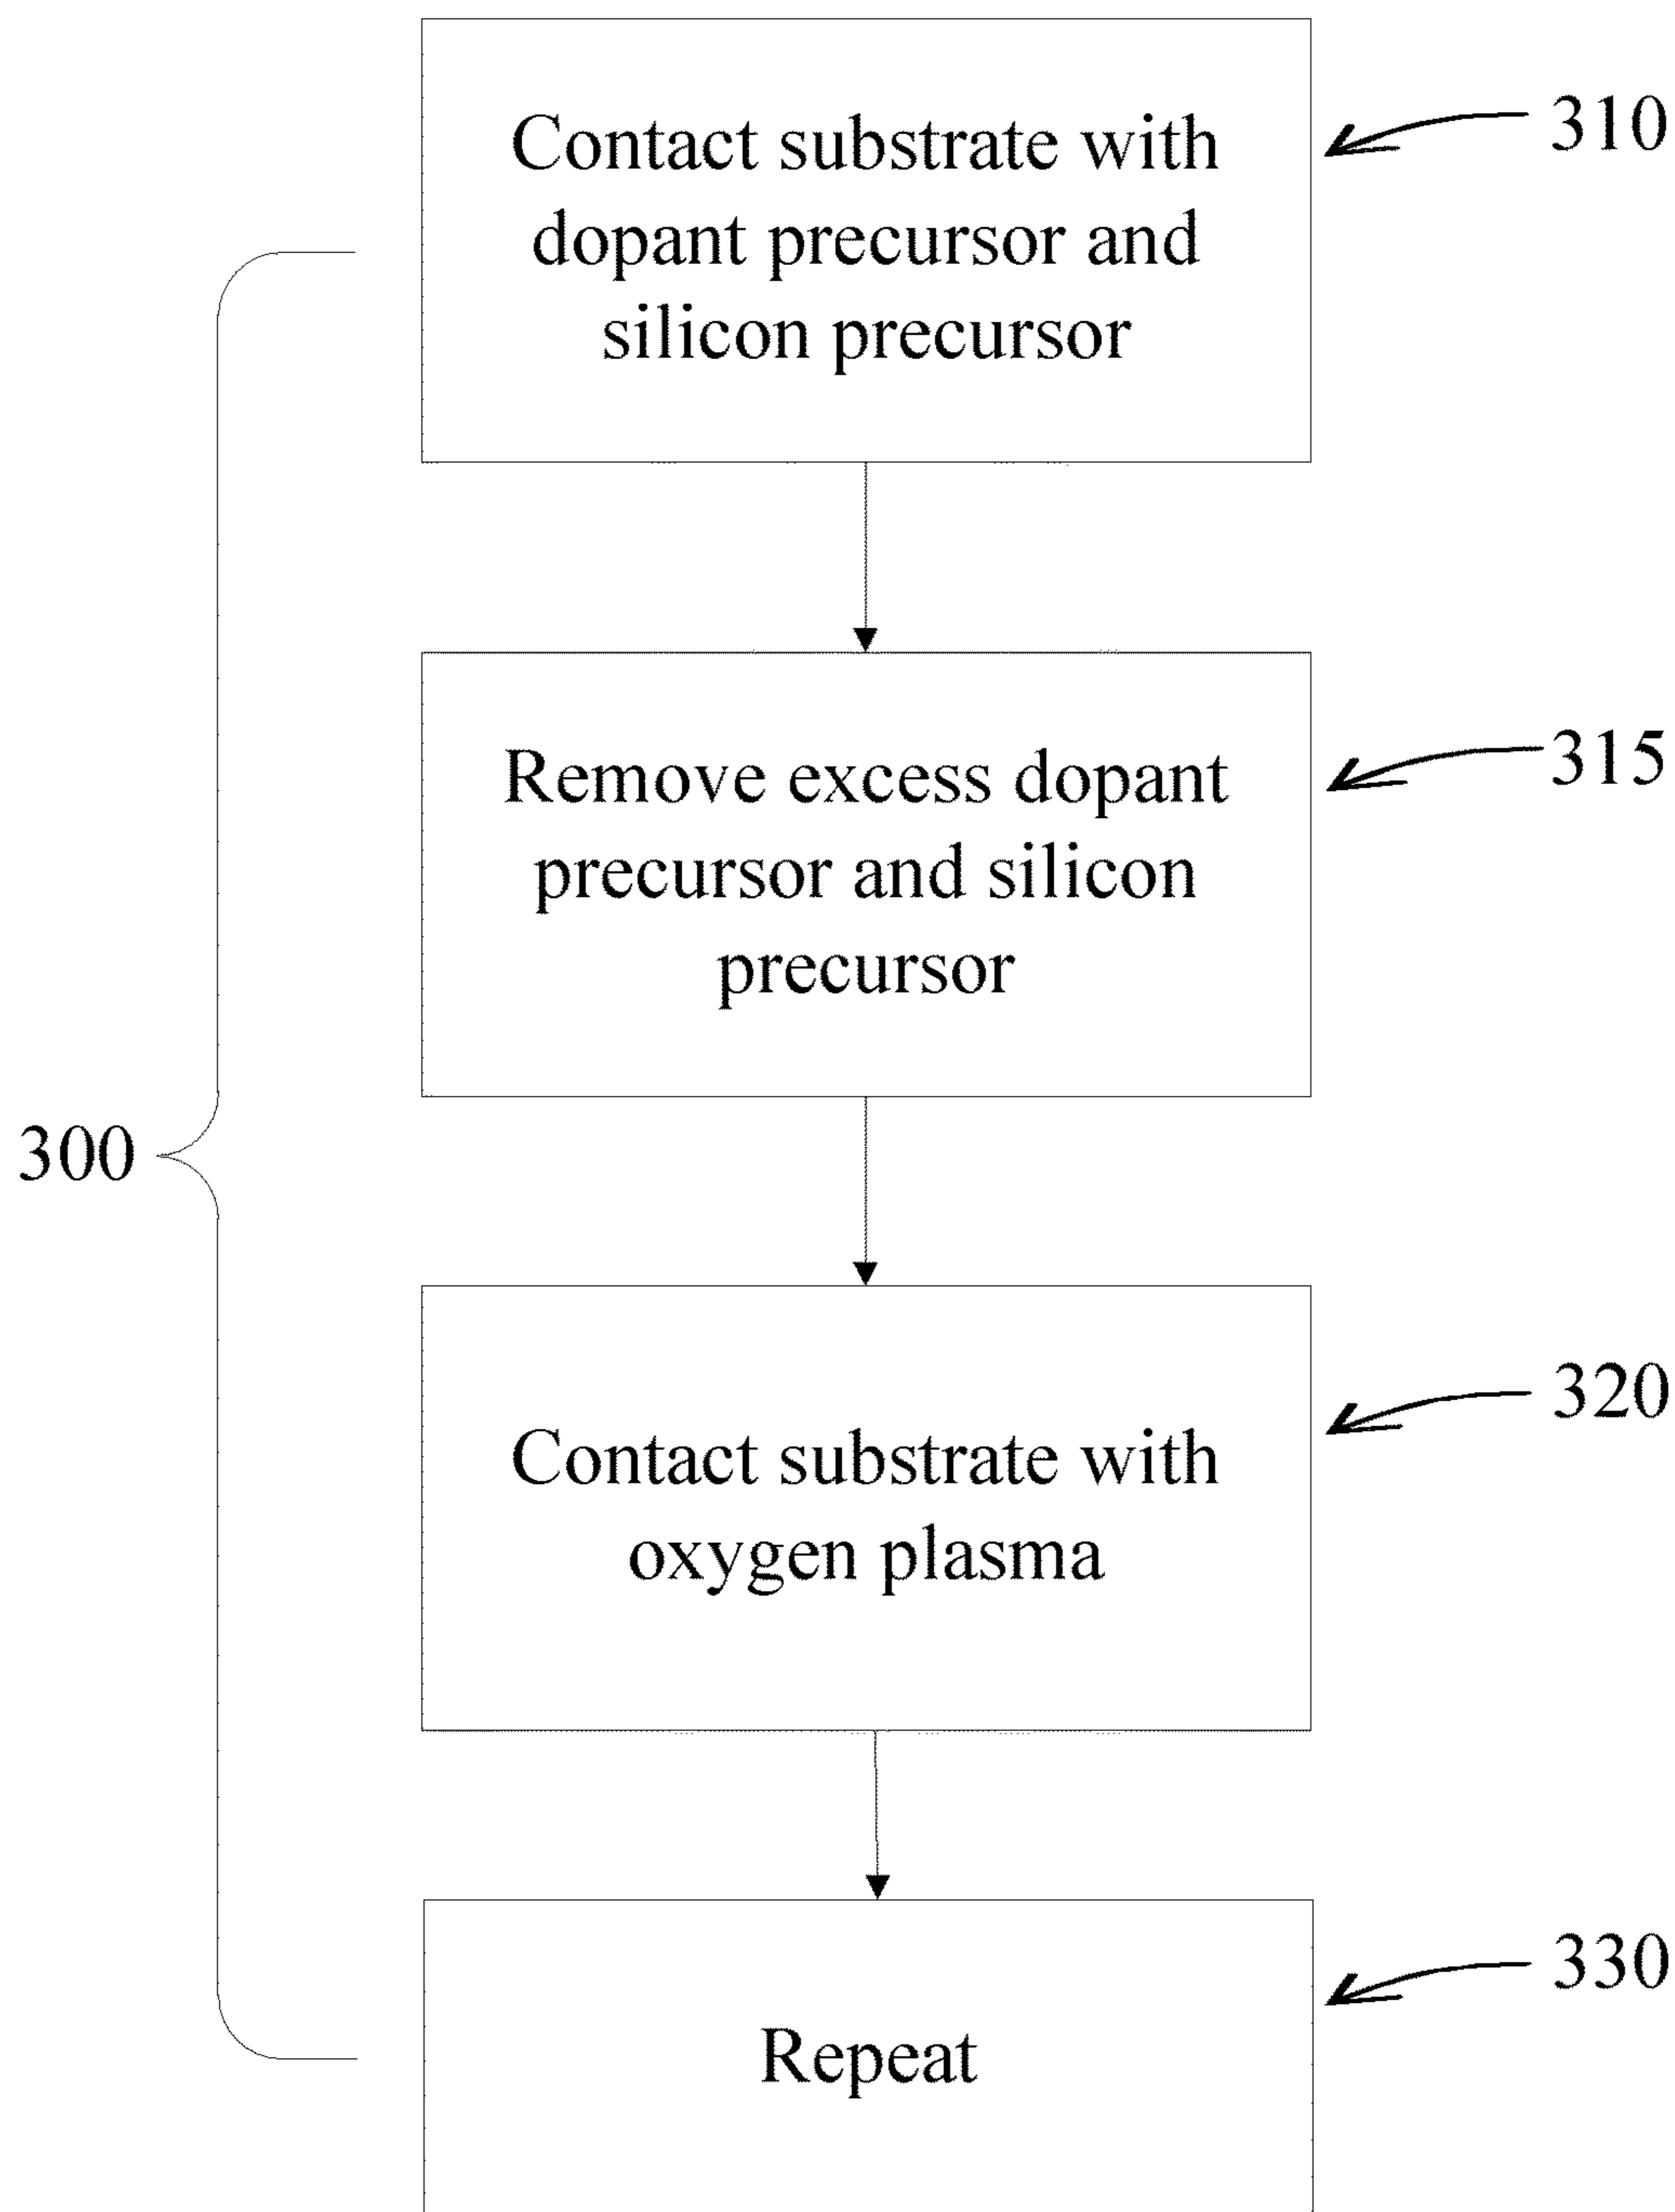 Contact substrate with
dopant precursor and
silicon precursor
310
Remove excess dopant
precursor and silicon
precursor
315
300
Contact substrate with
oxygen plasma
320
Repeat
330